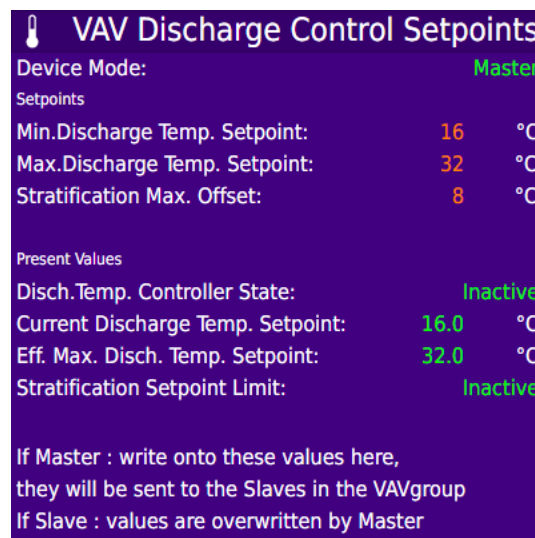 VAV Discharge Control Setpoints
Device Mode: Master
Setpoints
Min.Discharge Temp. Setpoint: 16 °C
Max.Discharge Temp. Setpoint: 32 °C
Stratification Max. Offset: 8 °C
Present Values
Disch.Temp. Controller State: Inactive
Current Discharge Temp. Setpoint: 16.0 °C
Eff. Max. Disch. Temp. Setpoint: 32.0 °C
Stratification Setpoint Limit: Inactive
If Master : write onto these values here,
they will be sent to the Slaves in the VAVgroup
If Slave : values are overwritten by Master